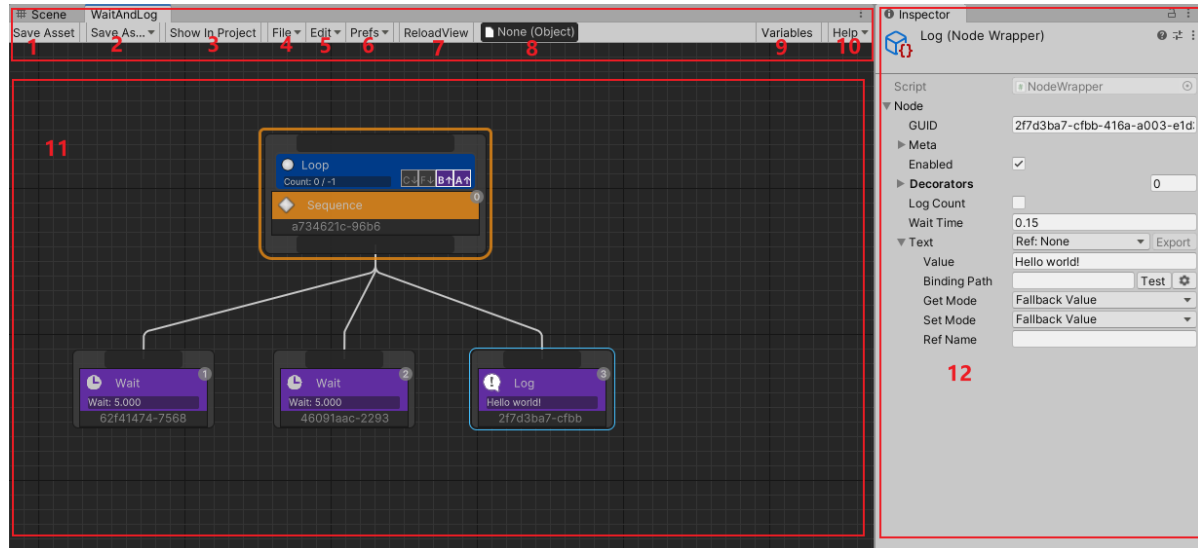 Scene WaitAndLog
Save Asset Save As... Show In Project File Edit Prefs ReloadView None (Object) Variables Help
1 2 3 4 5 6 7 8 9 10
11
Loop
Count: 0 / -1 C↓ F↓ B↑ A↑
Sequence 0
a734621c-96b6
Wait 1
Wait: 5.000
62f41474-7568
Wait 2
Wait: 5.000
46091aac-2293
Log 3
Hello world!
2f7d3ba7-cfbb
Inspector
Log (Node Wrapper)
{}
Script NodeWrapper
Node
GUID 2f7d3ba7-cfbb-416a-a003-e1d
Meta
Enabled
Decorators 0
Log Count
Wait Time 0.15
Text Ref: None Export
Value Hello world!
Binding Path Test
Get Mode Fallback Value
Set Mode Fallback Value
Ref Name
12